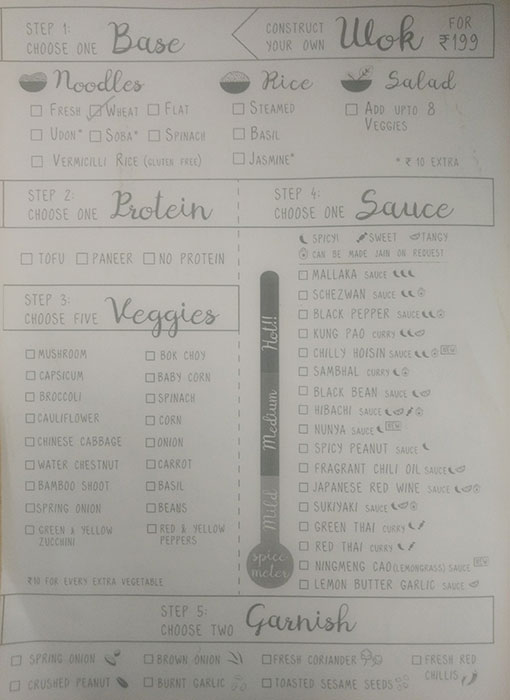 STEP 1:
CHOOSE ONE Base
CONSTRUCT
YOUR OWN Wok FOR
₹199
Noodles
☐ FRESH ☑ WHEAT ☐ FLAT
☐ UDON* ☐ SOBA* ☐ SPINACH
☐ VERMICILLI RICE (GLUTEN FREE)
Rice
☐ STEAMED
☐ BASIL
☐ JASMINE*
Salad
☐ ADD UPTO 8
VEGGIES
* ₹ 10 EXTRA
STEP 2:
CHOOSE ONE Protein
☐ TOFU ☐ PANEER ☐ NO PROTEIN
STEP 3:
CHOOSE FIVE Veggies
☐ MUSHROOM ☐ BOK CHOY
☐ CAPSICUM ☐ BABY CORN
☐ BROCCOLI ☐ SPINACH
☐ CAULIFLOWER ☐ CORN
☐ CHINESE CABBAGE ☐ ONION
☐ WATER CHESTNUT ☐ CARROT
☐ BAMBOO SHOOT ☐ BASIL
☐ SPRING ONION ☐ BEANS
☐ GREEN & YELLOW ☐ RED & YELLOW
ZUCCHINI PEPPERS
₹10 FOR EVERY EXTRA VEGETABLE
STEP 4:
CHOOSE ONE Sauce
SPICY! SWEET TANGY
CAN BE MADE JAIN ON REQUEST
Hot!!
Medium
Mild
spice
meter
☐ MALLAKA SAUCE
☐ SCHEZWAN SAUCE
☐ BLACK PEPPER SAUCE
☐ KUNG PAO CURRY
☐ CHILLY HOISIN SAUCE NEW
☐ SAMBHAL CURRY
☐ BLACK BEAN SAUCE
☐ HIBACHI SAUCE
☐ NUNYA SAUCE NEW
☐ SPICY PEANUT SAUCE
☐ FRAGRANT CHILI OIL SAUCE
☐ JAPANESE RED WINE SAUCE
☐ SUKIYAKI SAUCE
☐ GREEN THAI CURRY
☐ RED THAI CURRY
☐ NINGMENG CAO (LEMONGRASS) SAUCE NEW
☐ LEMON BUTTER GARLIC SAUCE
STEP 5:
CHOOSE TWO Garnish
☐ SPRING ONION ☐ BROWN ONION ☐ FRESH CORIANDER ☐ FRESH RED
CHILLIS
☐ CRUSHED PEANUT ☐ BURNT GARLIC ☐ TOASTED SESAME SEEDS